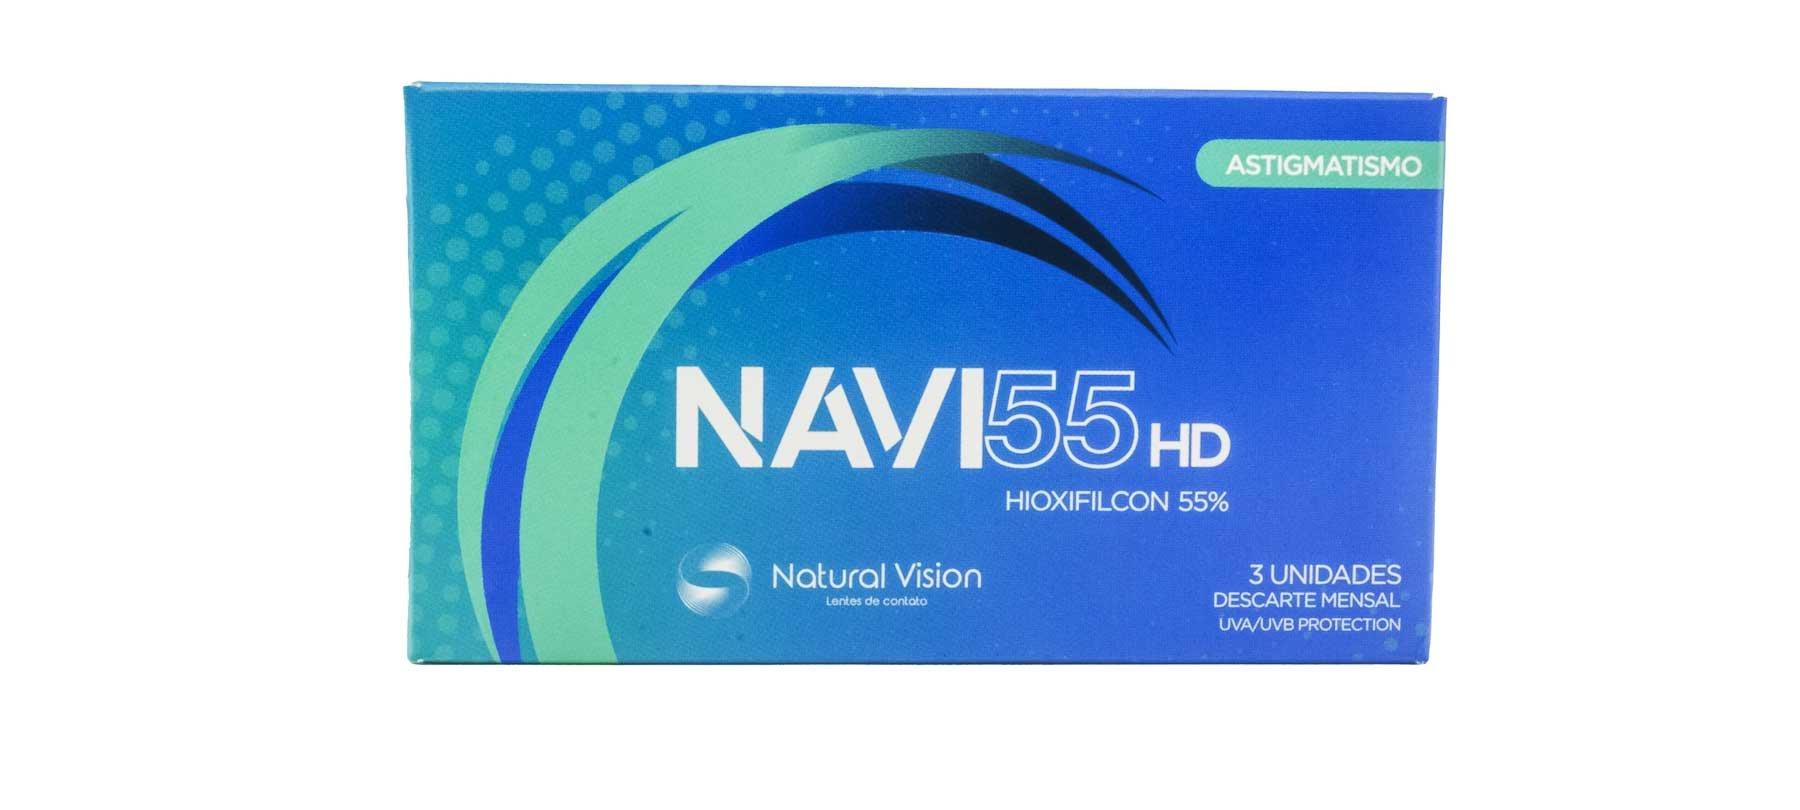 ASTIGMATISMO
NAVI55 HD
HIOXIFILCON 55%
Natural Vision
Lentes de contato
3 UNIDADES
DESCARTE MENSAL
UVA/UVB PROTECTION